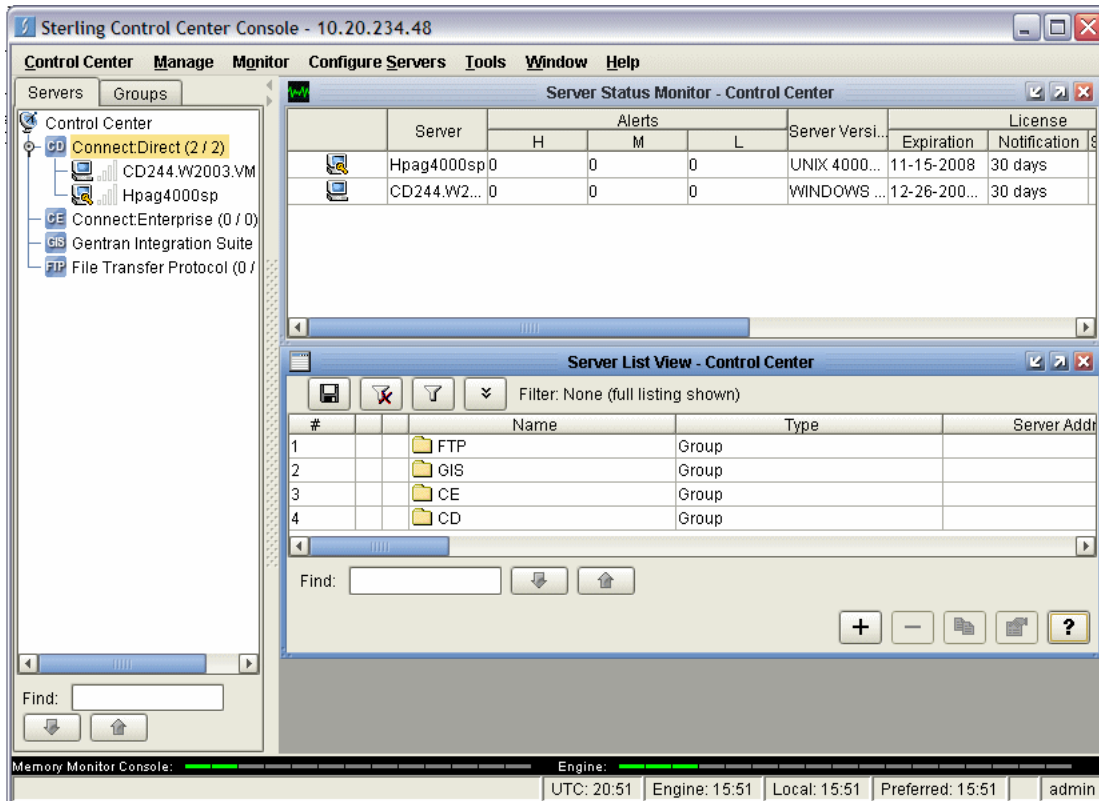 Sterling Control Center Console - 10.20.234.48
Control Center Manage Monitor Configure Servers Tools Window Help
Servers Groups
Control Center
CD Connect:Direct (2 / 2)
CD244.W2003.VM
Hpag4000sp
CE Connect:Enterprise (0 / 0)
GIS Gentran Integration Suite
FTP File Transfer Protocol (0 /
Find:
Server Status Monitor - Control Center
Server Alerts Server Versi... License
H M L Expiration Notification S
Hpag4000sp 0 0 0 UNIX 4000... 11-15-2008 30 days
CD244.W2... 0 0 0 WINDOWS ... 12-26-200... 30 days
Server List View - Control Center
Filter: None (full listing shown)
# Name Type Server Addr
1 FTP Group
2 GIS Group
3 CE Group
4 CD Group
Find:
+ − ?
Memory Monitor Console: Engine:
UTC: 20:51 Engine: 15:51 Local: 15:51 Preferred: 15:51 admin